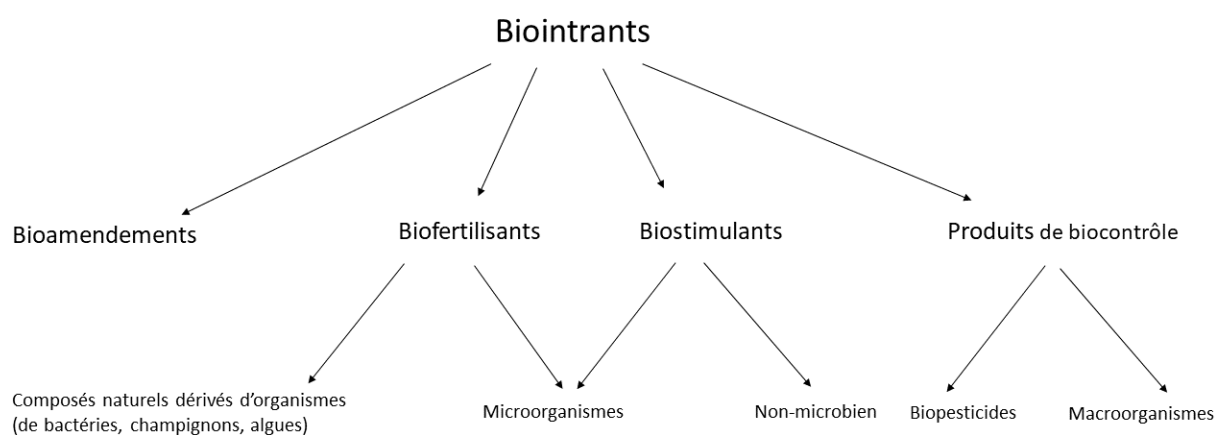 Biointrants
Bioamendements
Biofertilisants
Biostimulants
Produits de biocontrôle
Composés naturels dérivés d’organismes
(de bactéries, champignons, algues)
Microorganismes
Non-microbien
Biopesticides
Macroorganismes